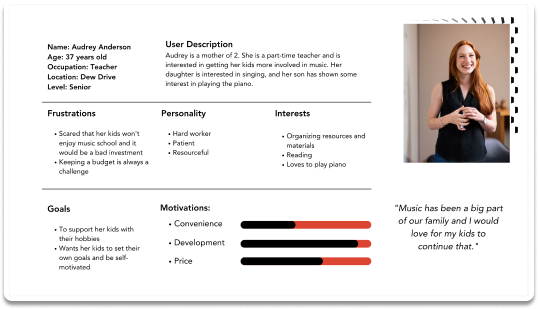 Name: Audrey Anderson
Age: 37 years old
Occupation: Teacher
Location: Dew Drive
Level: Senior
User Description
Audrey is a mother of 2. She is a part-time teacher and is
interested in getting her kids more involved in music. Her
daughter is interested in singing, and her son has shown some
interest in playing the piano.
Frustrations
• Scared that her kids won't
enjoy music school and it
would be a bad investment
• Keeping a budget is always a
challenge
Personality
• Hard worker
• Patient
• Resourceful
Interests
• Organizing resources and
materials
• Reading
• Loves to play piano
Goals
• To support her kids with
their hobbies
• Wants her kids to set their
own goals and be self-
motivated
Motivations:
• Convenience
• Development
• Price
"Music has been a big part
of our family and I would
love for my kids to
continue that."